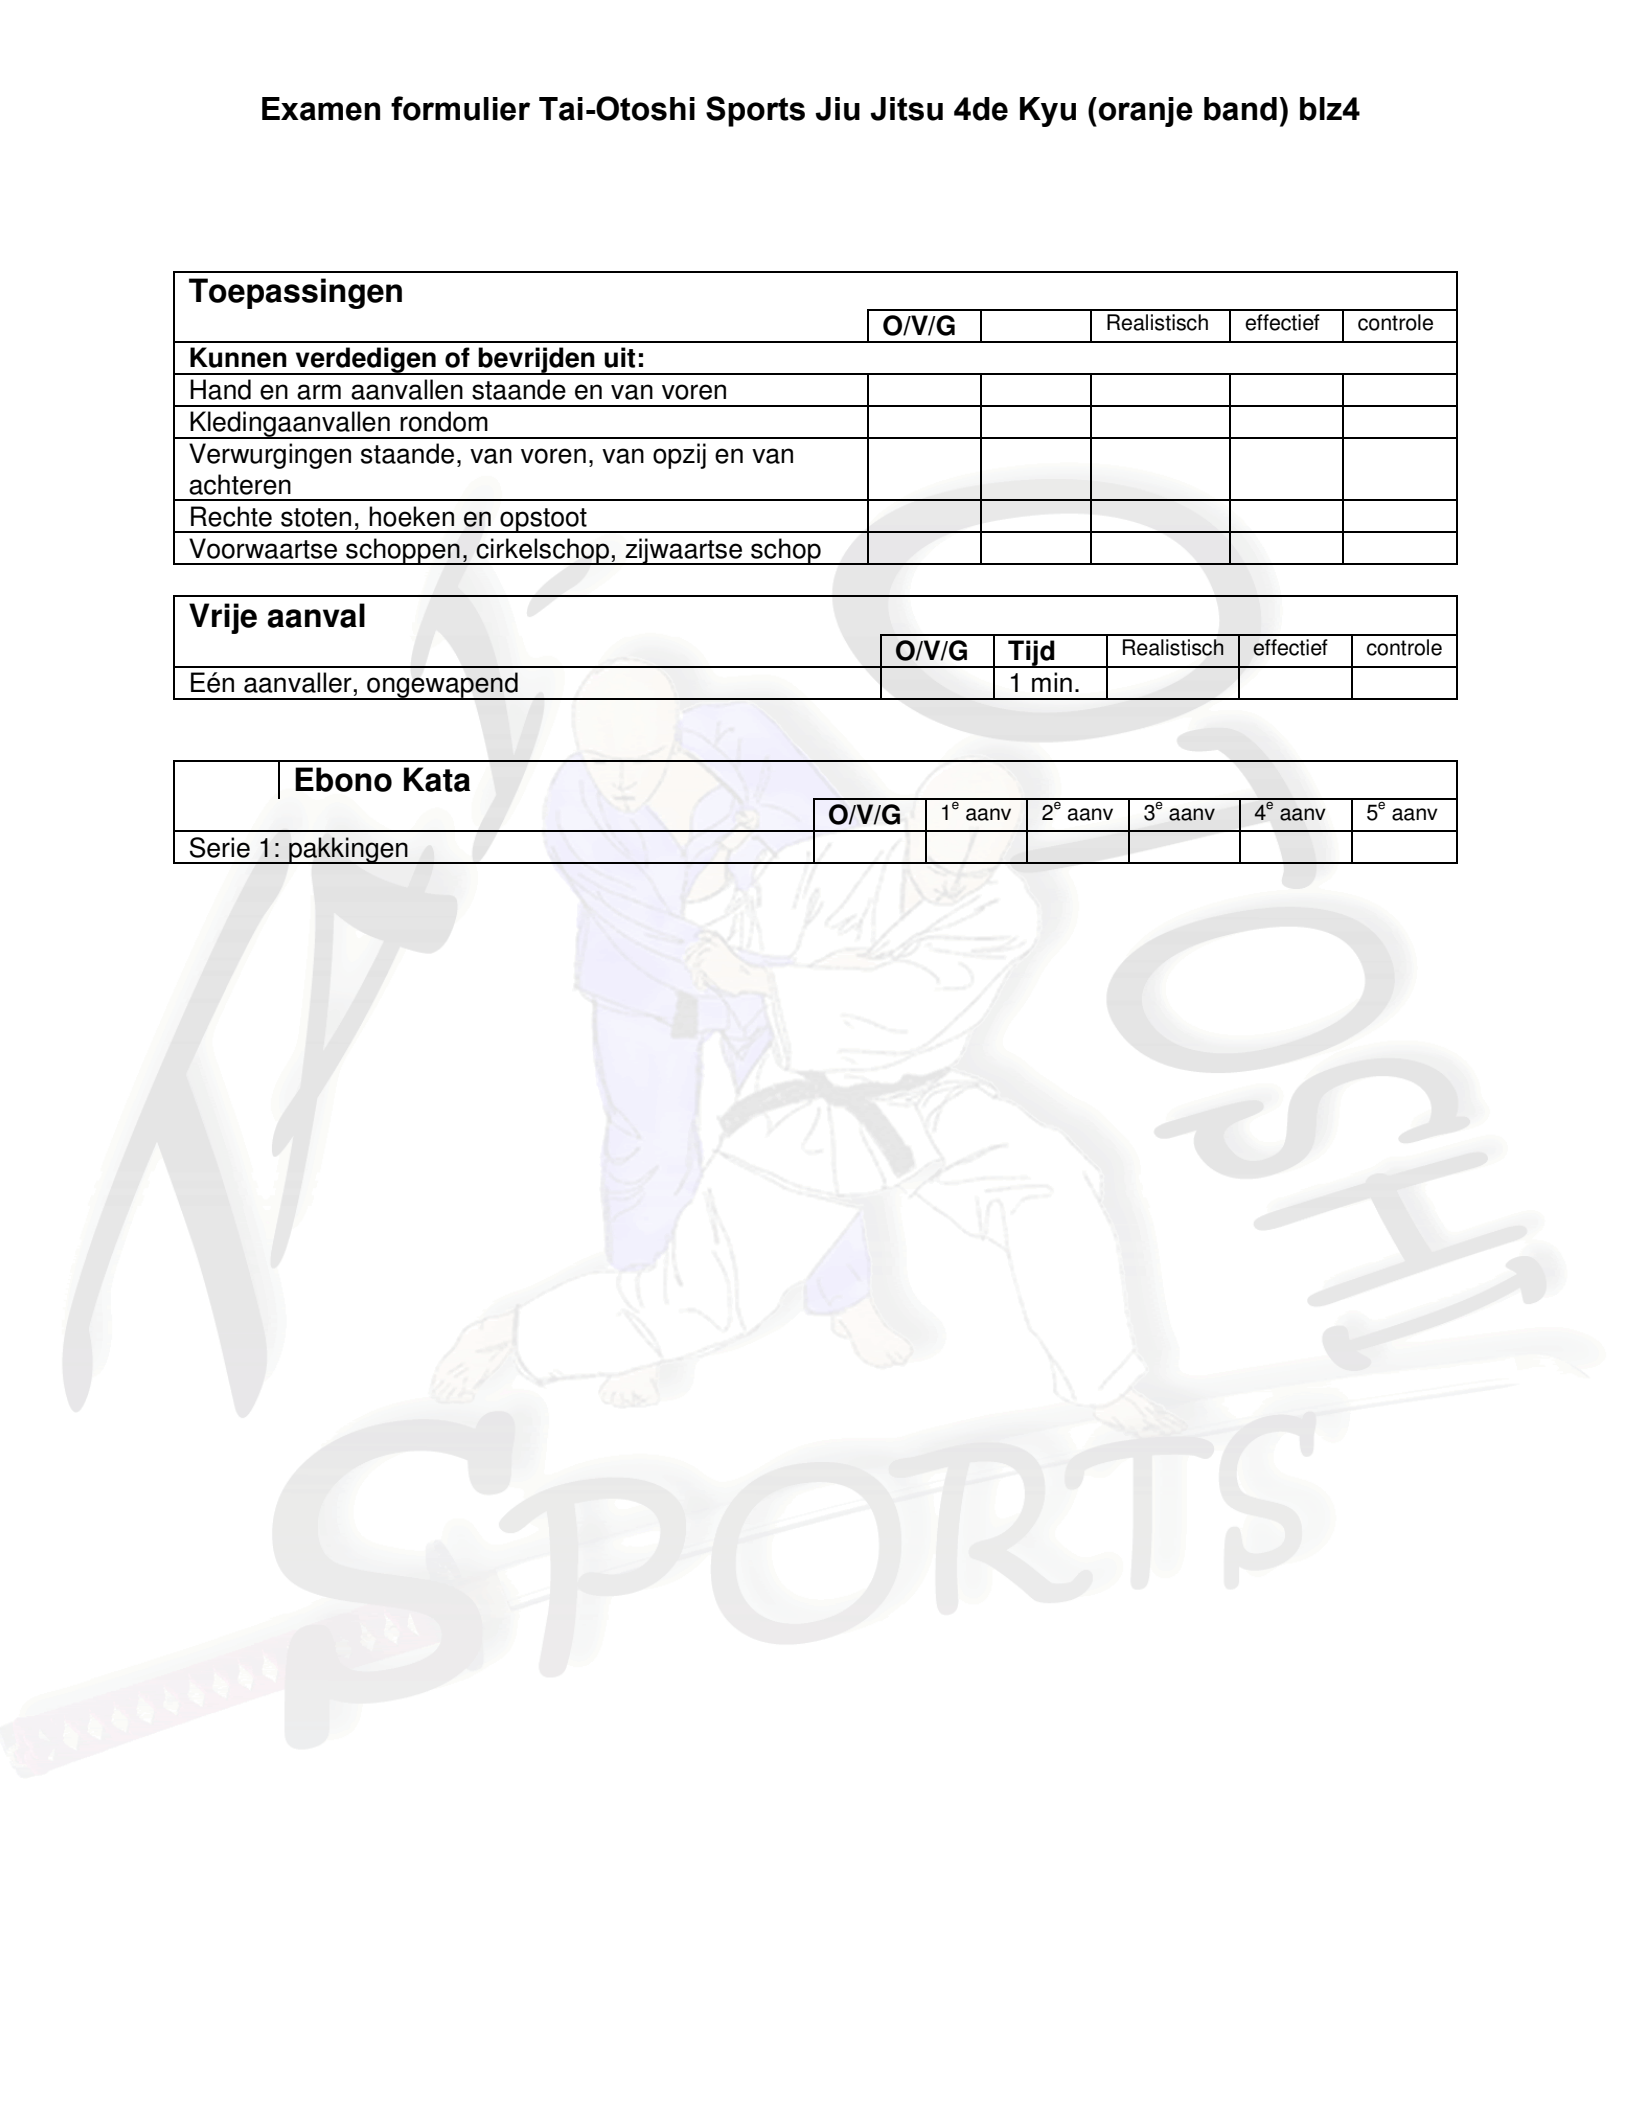 Examen formulier Tai-Otoshi Sports Jiu Jitsu 4de Kyu (oranje band) blz4
Toepassingen
O/V/G Realistisch effectief controle
Kunnen verdedigen of bevrijden uit:
Hand en arm aanvallen staande en van voren
Kledingaanvallen rondom
Verwurgingen staande, van voren, van opzij en van
achteren
Rechte stoten, hoeken en opstoot
Voorwaartse schoppen, cirkelschop, zijwaartse schop
Vrije aanval
O/V/G Tijd Realistisch effectief controle
Eén aanvaller, ongewapend 1 min.
Ebono Kata
O/V/G 1e aanv 2e aanv 3e aanv 4e aanv 5e aanv
Serie 1: pakkingen
TAI-OTOSHI
SPORTS